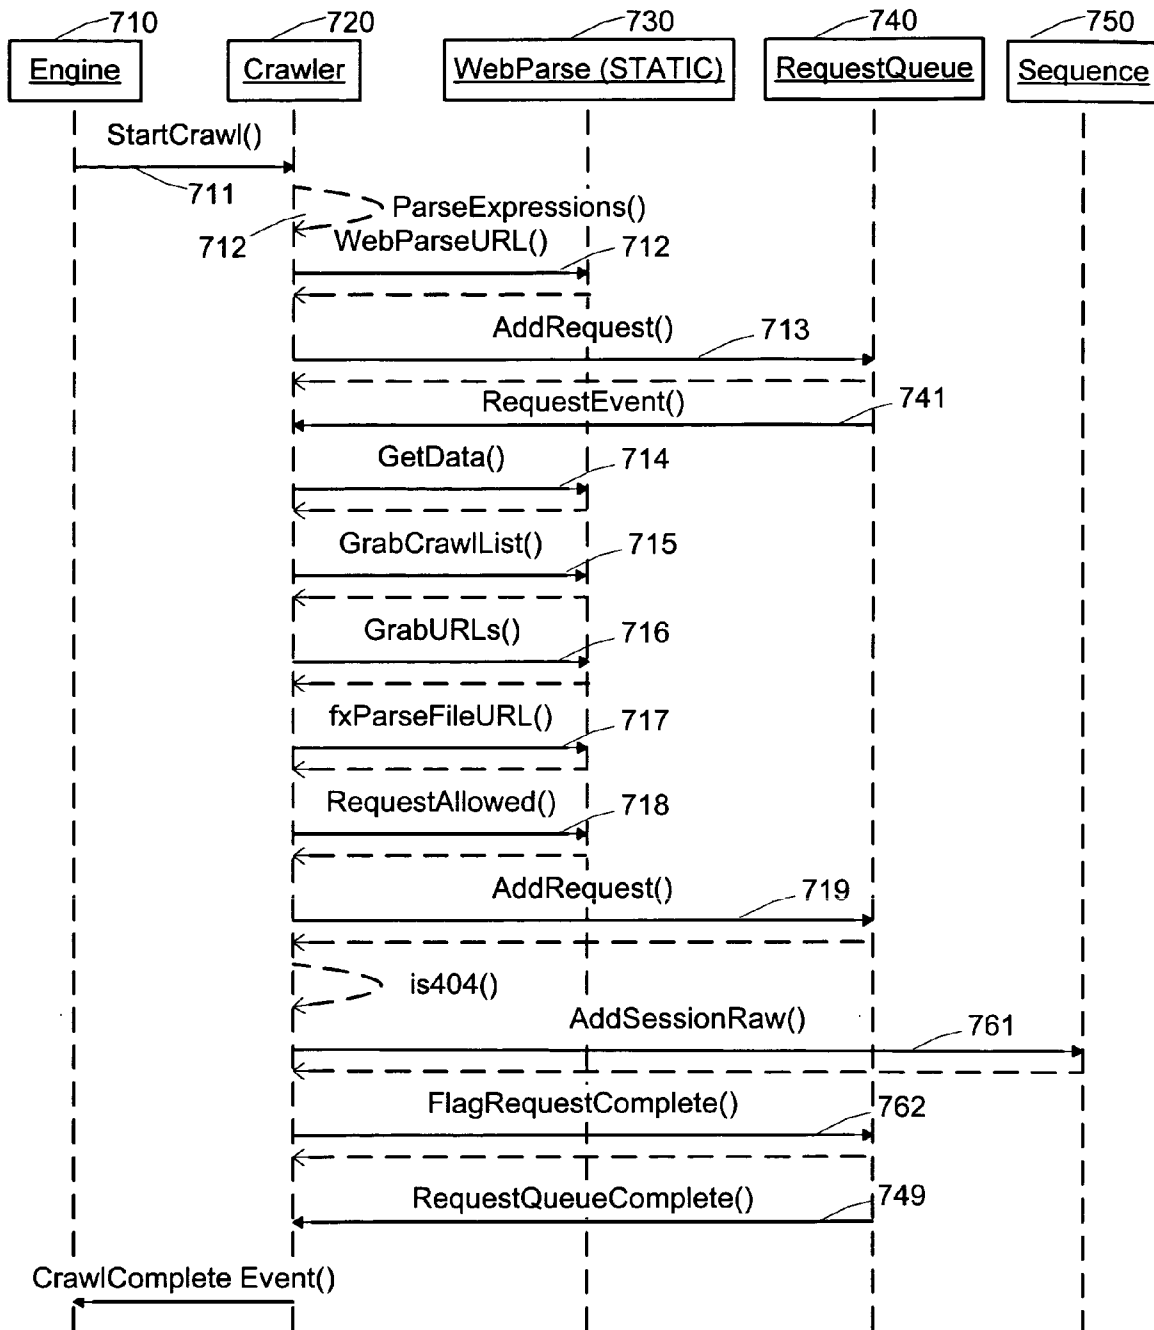 710 720 730 740 750
Engine Crawler WebParse (STATIC) RequestQueue Sequence
StartCrawl()
711
ParseExpressions()
712
WebParseURL() 712
AddRequest() 713
RequestEvent() 741
GetData() 714
GrabCrawlList() 715
GrabURLs() 716
fxParseFileURL() 717
RequestAllowed() 718
AddRequest() 719
is404()
AddSessionRaw() 761
FlagRequestComplete() 762
RequestQueueComplete() 749
CrawlComplete Event()